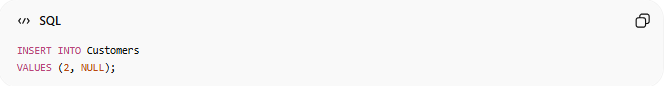 </> SQL
INSERT INTO Customers
VALUES (2, NULL);